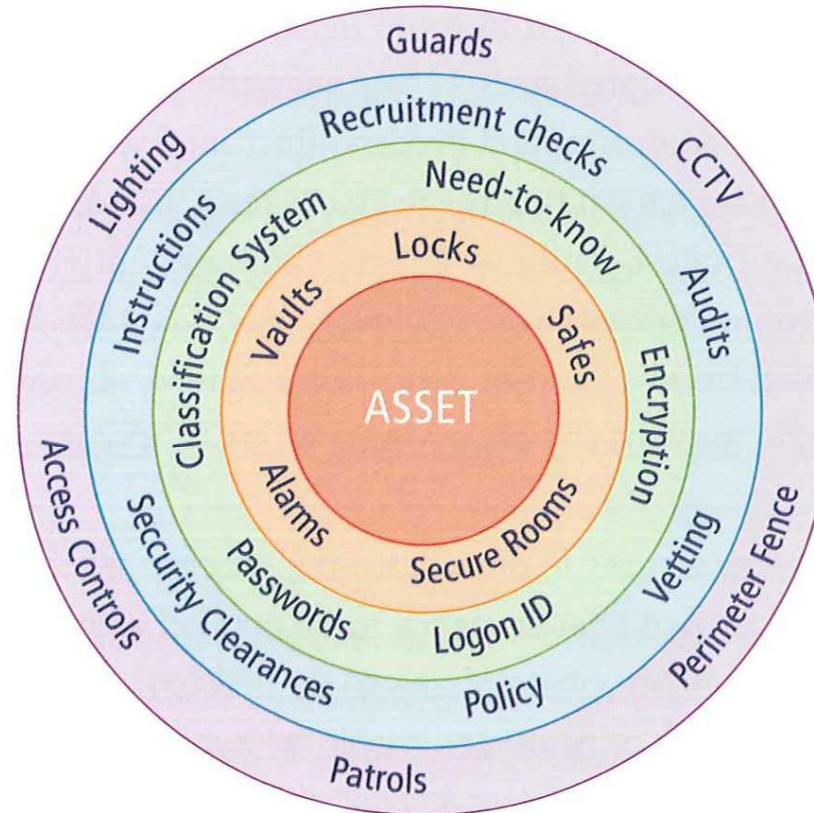 Guards
CCTV
Perimeter Fence
Patrols
Access Controls
Lighting
Recruitment checks
Audits
Vetting
Policy
Seccurity Clearances
Instructions
Need-to-know
Encryption
Logon ID
Passwords
Classification System
Locks
Safes
Secure Rooms
Alarms
Vaults
ASSET